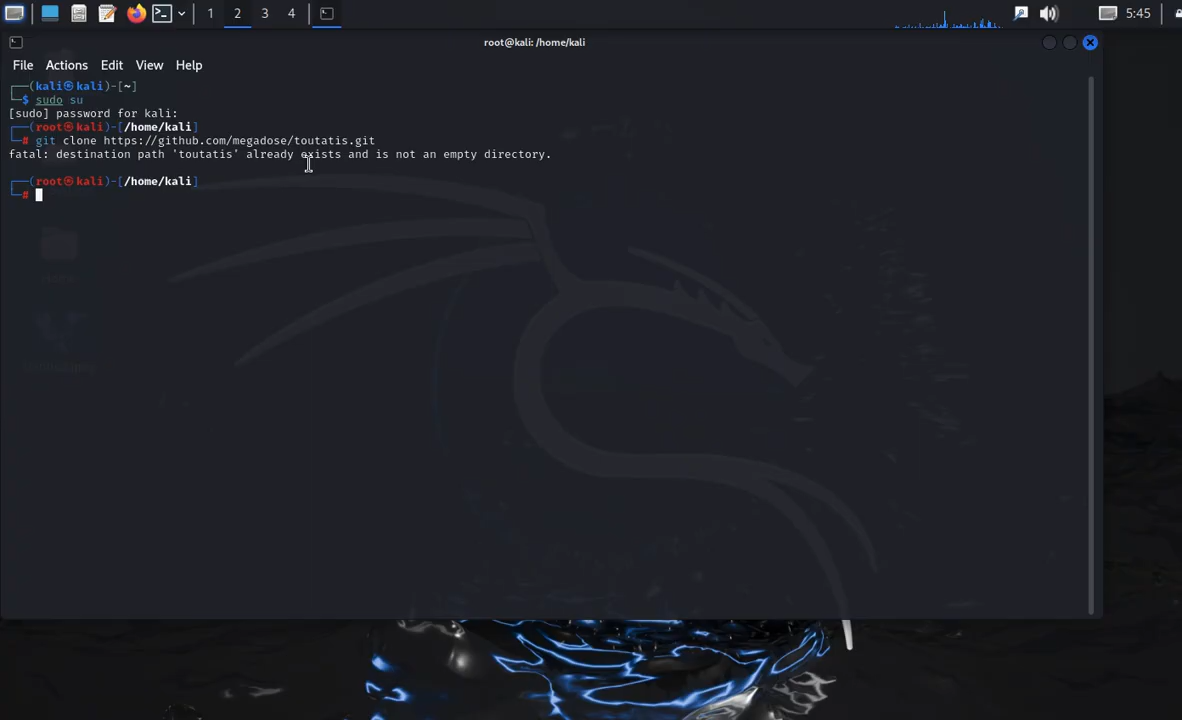 1 2 3 4 5:45
root@kali: /home/kali
File Actions Edit View Help
┌──(kali㉿kali)-[~]
└─$ sudo su
[sudo] password for kali:
┌──(root㉿kali)-[/home/kali]
└─# git clone https://github.com/megadose/toutatis.git
fatal: destination path 'toutatis' already exists and is not an empty directory.
┌──(root㉿kali)-[/home/kali]
└─#